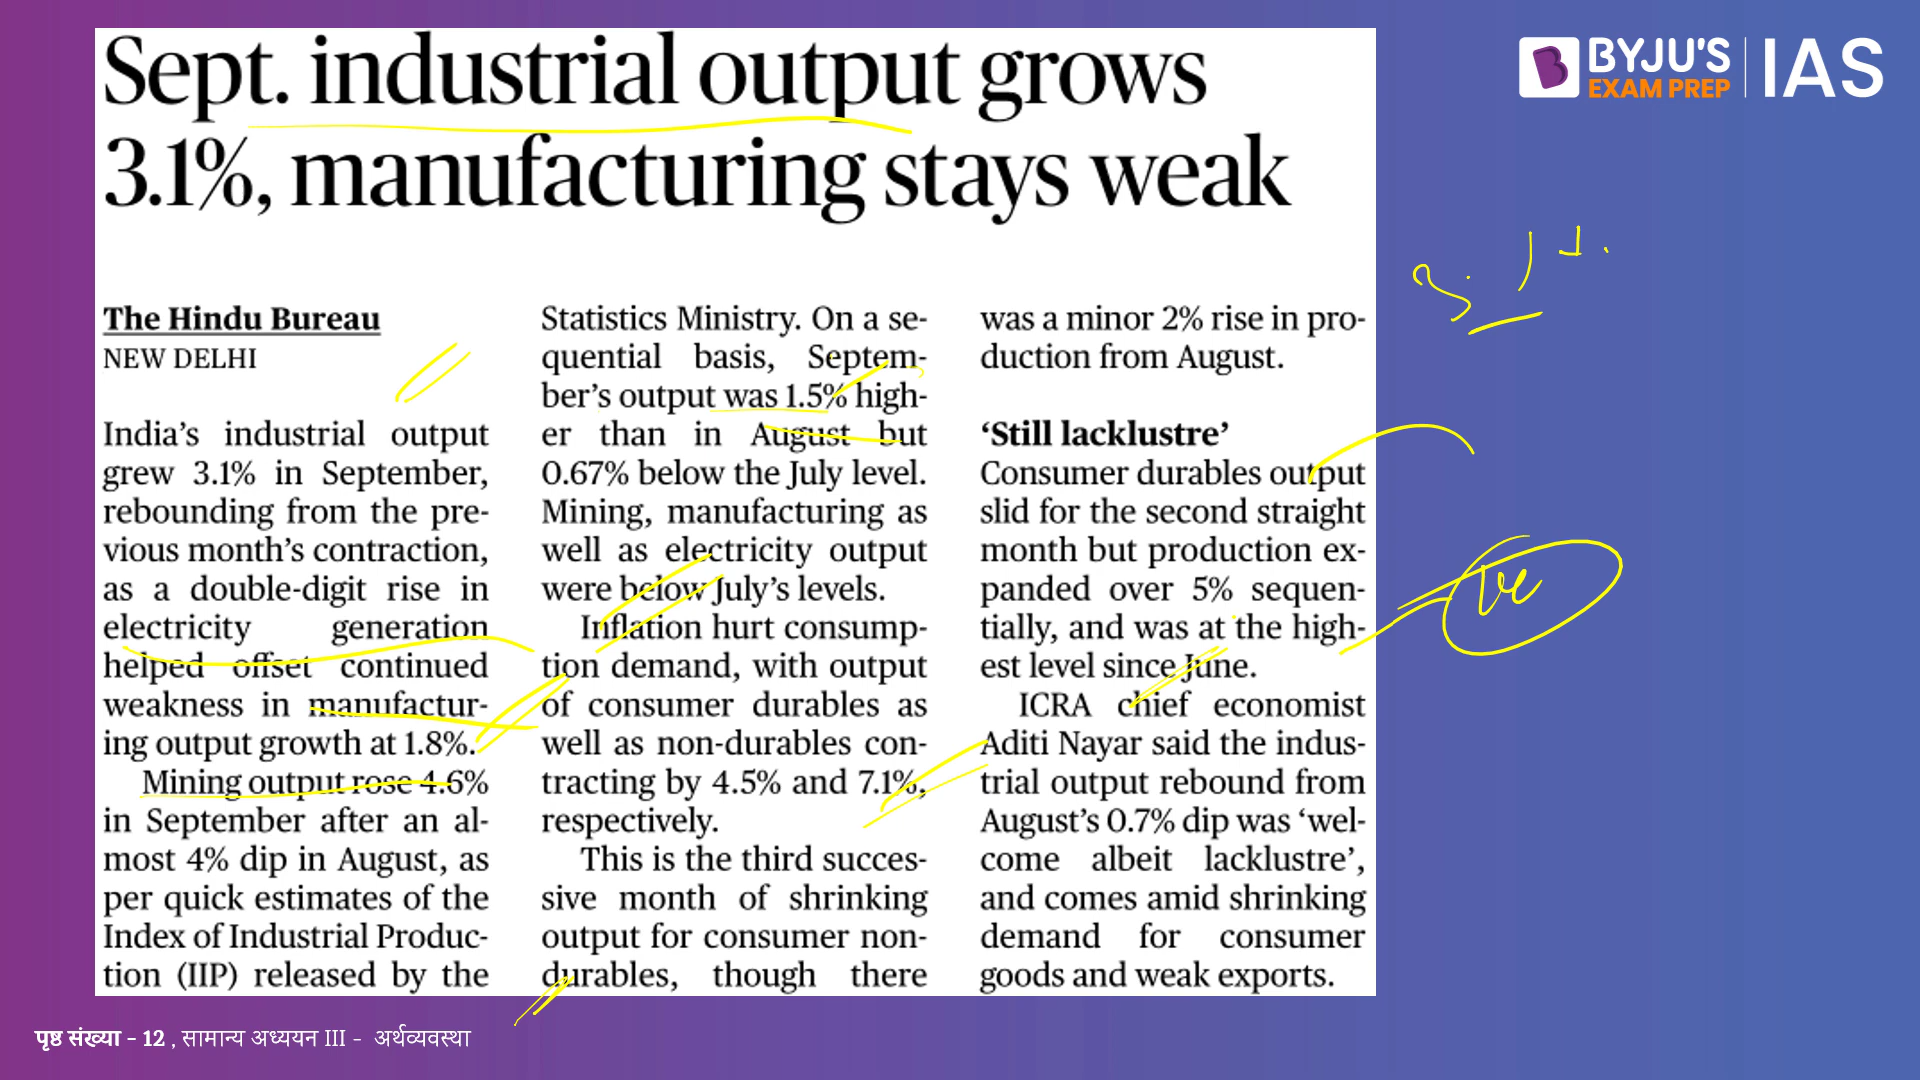 Sept. industrial output grows
3.1%, manufacturing stays weak
BYJU'S
EXAM PREP
IAS
The Hindu Bureau
NEW DELHI
India's industrial output
grew 3.1% in September,
rebounding from the pre-
vious month's contraction,
as a double-digit rise in
electricity generation
helped offset continued
weakness in manufactur-
ing output growth at 1.8%.
Mining output rose 4.6%
in September after an al-
most 4% dip in August, as
per quick estimates of the
Index of Industrial Produc-
tion (IIP) released by the
Statistics Ministry. On a se-
quential basis, Septem-
ber's output was 1.5% high-
er than in August but
0.67% below the July level.
Mining, manufacturing as
well as electricity output
were below July's levels.
Inflation hurt consump-
tion demand, with output
of consumer durables as
well as non-durables con-
tracting by 4.5% and 7.1%,
respectively.
This is the third succes-
sive month of shrinking
output for consumer non-
durables, though there
was a minor 2% rise in pro-
duction from August.
‘Still lacklustre’
Consumer durables output
slid for the second straight
month but production ex-
panded over 5% sequen-
tially, and was at the high-
est level since June.
ICRA chief economist
Aditi Nayar said the indus-
trial output rebound from
August's 0.7% dip was ‘wel-
come albeit lacklustre’,
and comes amid shrinking
demand for consumer
goods and weak exports.
पृष्ठ संख्या - 12 , सामान्य अध्ययन III - अर्थव्यवस्था